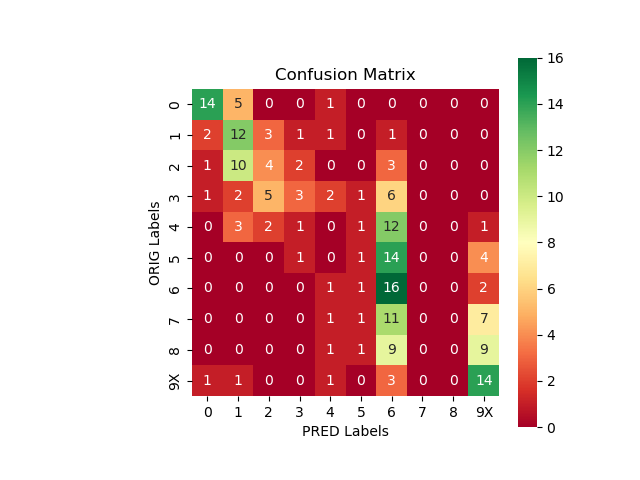 Confusion Matrix
ORIG Labels
0 14 5 0 0 1 0 0 0 0 0
1 2 12 3 1 1 0 1 0 0 0
2 1 10 4 2 0 0 3 0 0 0
3 1 2 5 3 2 1 6 0 0 0
4 0 3 2 1 0 1 12 0 0 1
5 0 0 0 1 0 1 14 0 0 4
6 0 0 0 0 1 1 16 0 0 2
7 0 0 0 0 1 1 11 0 0 7
8 0 0 0 0 1 1 9 0 0 9
9X 1 1 0 0 1 0 3 0 0 14
0 1 2 3 4 5 6 7 8 9X
PRED Labels
16
14
12
10
8
6
4
2
0